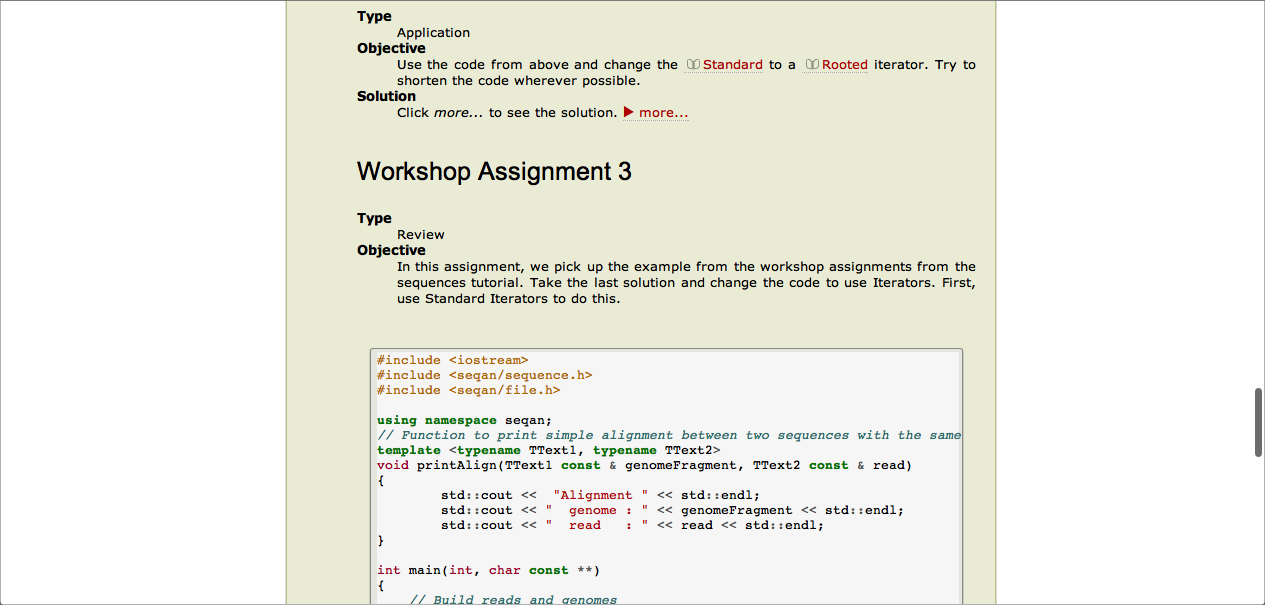 Type
Application
Objective
Use the code from above and change the Standard to a Rooted iterator. Try to
shorten the code wherever possible.
Solution
Click more... to see the solution. ▶ more...
Workshop Assignment 3
Type
Review
Objective
In this assignment, we pick up the example from the workshop assignments from the
sequences tutorial. Take the last solution and change the code to use Iterators. First,
use Standard Iterators to do this.
#include <iostream>
#include <seqan/sequence.h>
#include <seqan/file.h>
using namespace seqan;
// Function to print simple alignment between two sequences with the same
template <typename TText1, typename TText2>
void printAlign(TText1 const & genomeFragment, TText2 const & read)
{
        std::cout <<  "Alignment " << std::endl;
        std::cout << "  genome : " << genomeFragment << std::endl;
        std::cout << "  read   : " << read << std::endl;
}
int main(int, char const **)
{
    // Build reads and genomes